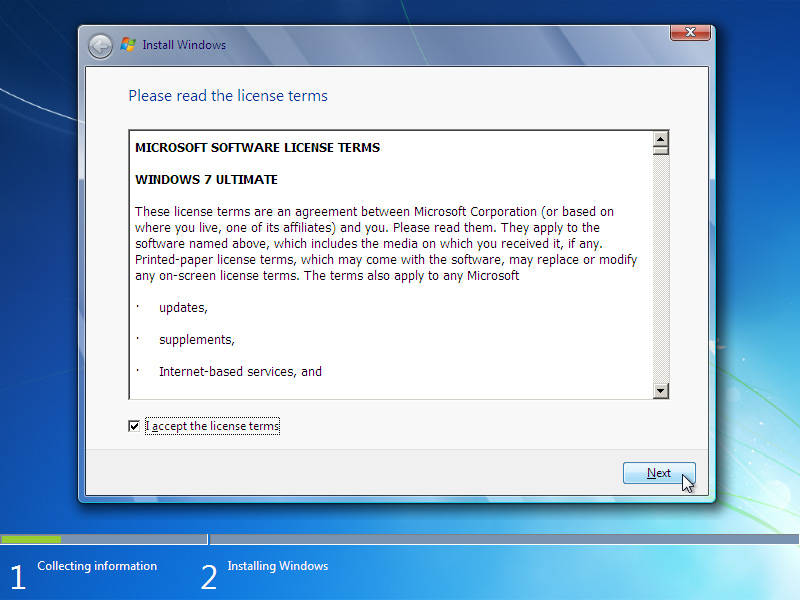 Install Windows
Please read the license terms
MICROSOFT SOFTWARE LICENSE TERMS
WINDOWS 7 ULTIMATE
These license terms are an agreement between Microsoft Corporation (or based on
where you live, one of its affiliates) and you. Please read them. They apply to the
software named above, which includes the media on which you received it, if any.
Printed-paper license terms, which may come with the software, may replace or modify
any on-screen license terms. The terms also apply to any Microsoft
· updates,
· supplements,
· Internet-based services, and
I accept the license terms
Next
1 Collecting information
2 Installing Windows